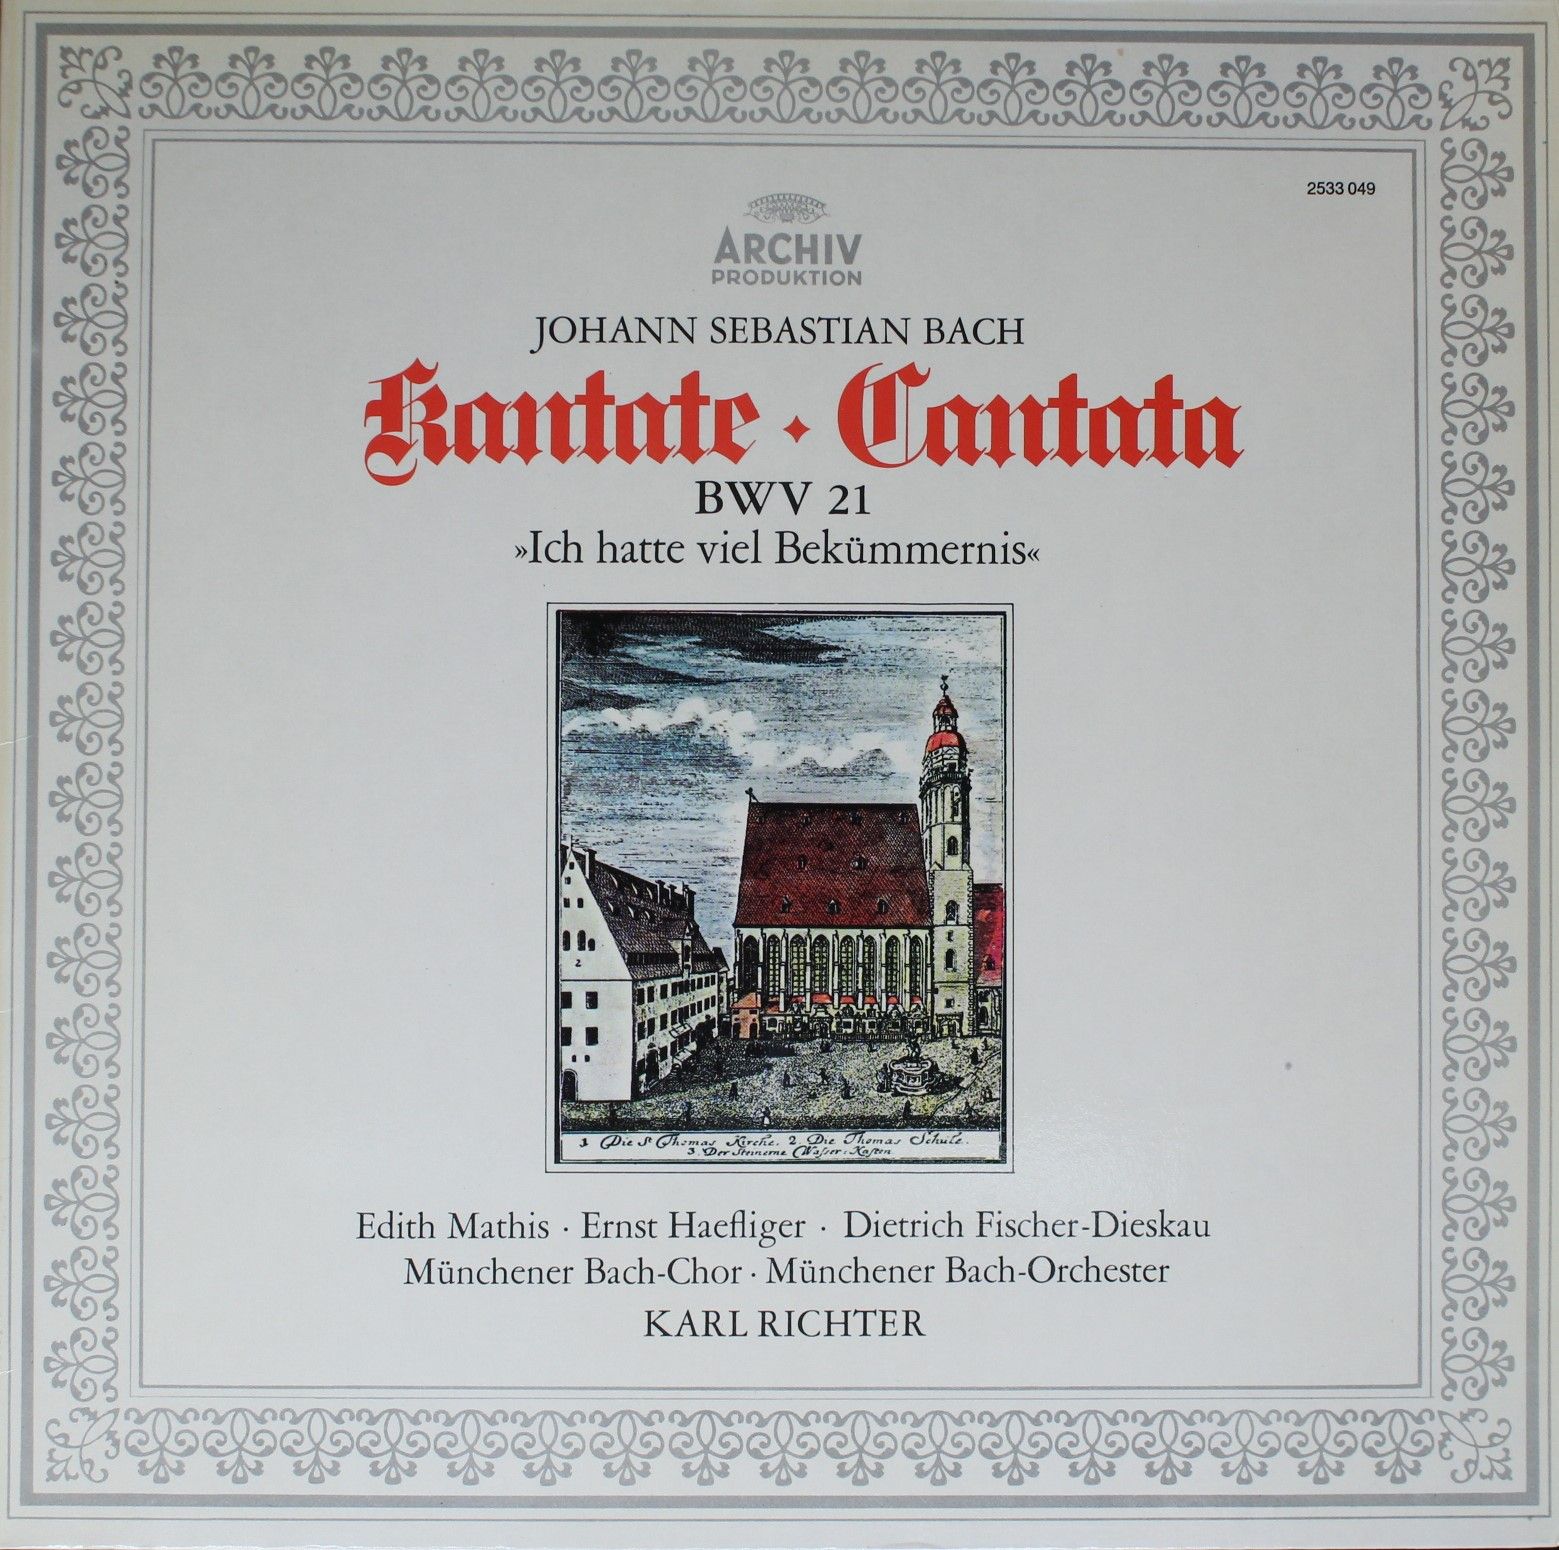 2533 049
ARCHIV
PRODUKTION
JOHANN SEBASTIAN BACH
Kantate · Cantata
BWV 21
»Ich hatte viel Bekümmernis«
2
1 Die St Thomas Kirche. 2. Die Thomas Schule.
3. Der Steinerne Wasser-Kasten
Edith Mathis · Ernst Haefliger · Dietrich Fischer-Dieskau
Münchener Bach-Chor · Münchener Bach-Orchester
KARL RICHTER